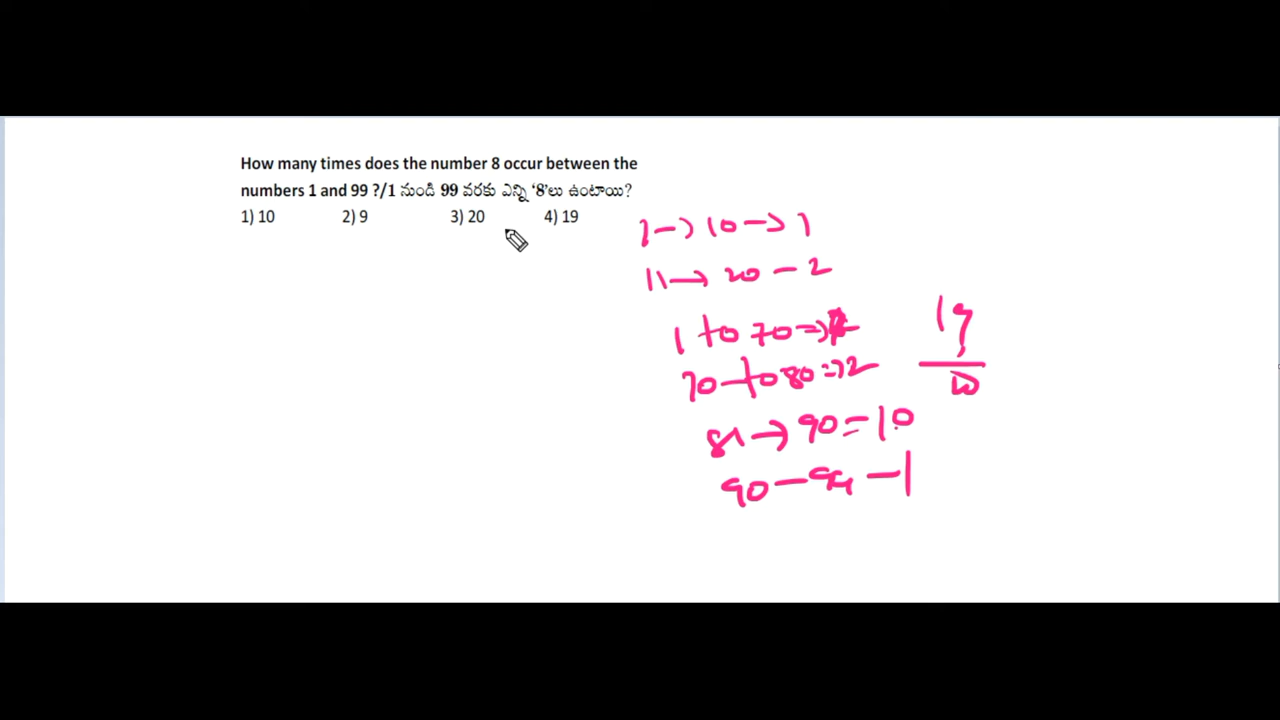 How many times does the number 8 occur between the
numbers 1 and 99 ?/1 నుండి 99 వరకు ఎన్ని '8'లు ఉంటాయి?
1) 10 2) 9 3) 20 4) 19
1 → 10 → 1
11 → 20 - 2
1 to 70 ⇒
70 to 80 ⇒ 2
81 → 90 = 10
90 - 99 - 1
19